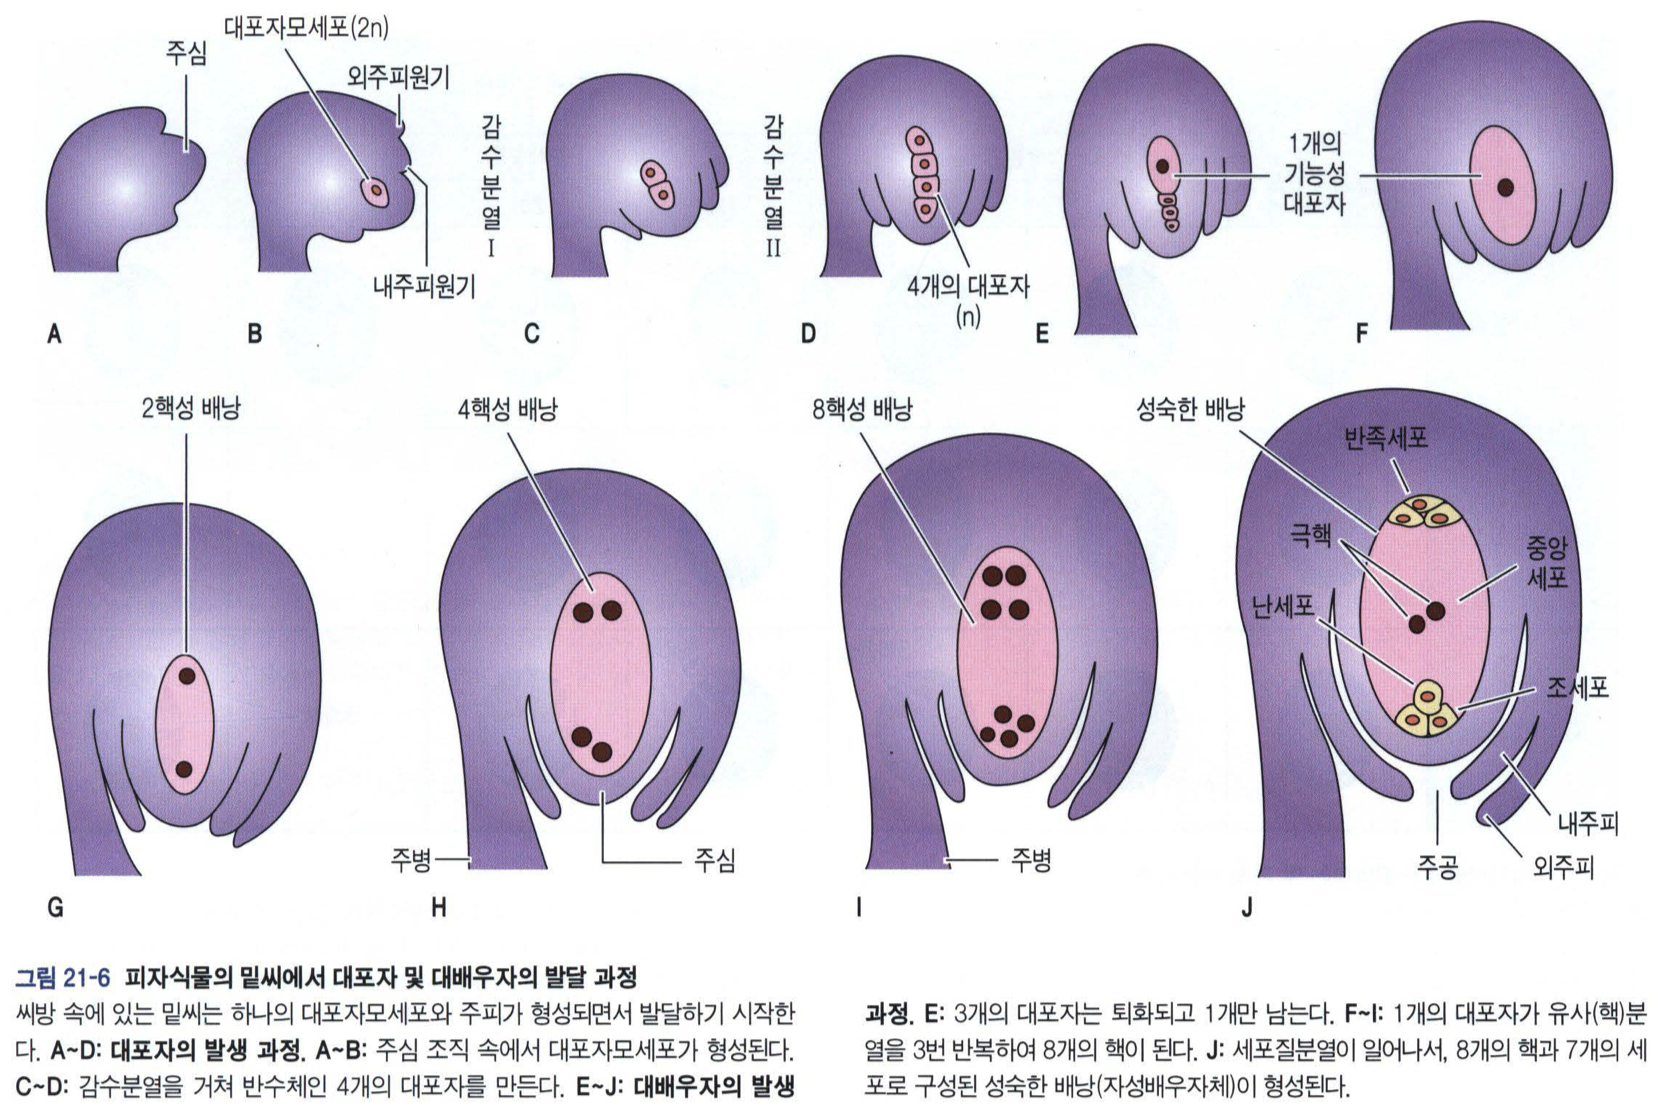 대포자모세포(2n)
주심
외주피원기
내주피원기
감수분열 I
감수분열 II
4개의 대포자
(n)
1개의
기능성
대포자
A
B
C
D
E
F
2핵성 배낭
4핵성 배낭
8핵성 배낭
성숙한 배낭
반족세포
극핵
중앙
세포
난세포
조세포
내주피
외주피
주공
주병
주심
주병
G
H
I
J
그림 21-6 피자식물의 밑씨에서 대포자 및 대배우자의 발달 과정
씨방 속에 있는 밑씨는 하나의 대포자모세포와 주피가 형성되면서 발달하기 시작한
다. A~D: 대포자의 발생 과정. A~B: 주심 조직 속에서 대포자모세포가 형성된다.
C~D: 감수분열을 거쳐 반수체인 4개의 대포자를 만든다. E~J: 대배우자의 발생
과정. E: 3개의 대포자는 퇴화되고 1개만 남는다. F~I: 1개의 대포자가 유사(핵)분
열을 3번 반복하여 8개의 핵이 된다. J: 세포질분열이 일어나서, 8개의 핵과 7개의 세
포로 구성된 성숙한 배낭(자성배우자체)이 형성된다.